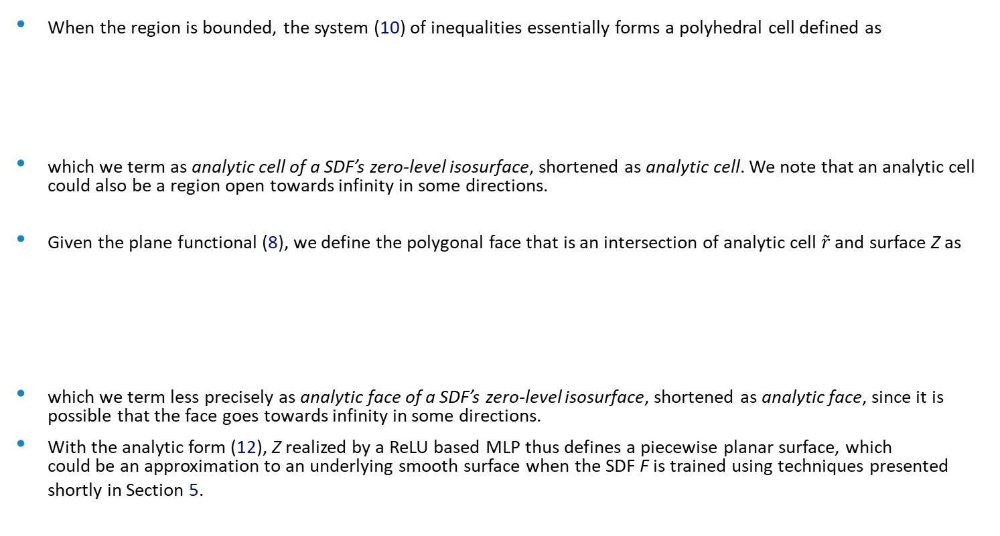 When the region is bounded, the system (10) of inequalities essentially forms a polyhedral cell defined as
which we term as analytic cell of a SDF’s zero-level isosurface, shortened as analytic cell. We note that an analytic cell
could also be a region open towards infinity in some directions.
Given the plane functional (8), we define the polygonal face that is an intersection of analytic cell r̃ and surface Z as
which we term less precisely as analytic face of a SDF’s zero-level isosurface, shortened as analytic face, since it is
possible that the face goes towards infinity in some directions.
With the analytic form (12), Z realized by a ReLU based MLP thus defines a piecewise planar surface, which
could be an approximation to an underlying smooth surface when the SDF F is trained using techniques presented
shortly in Section 5.